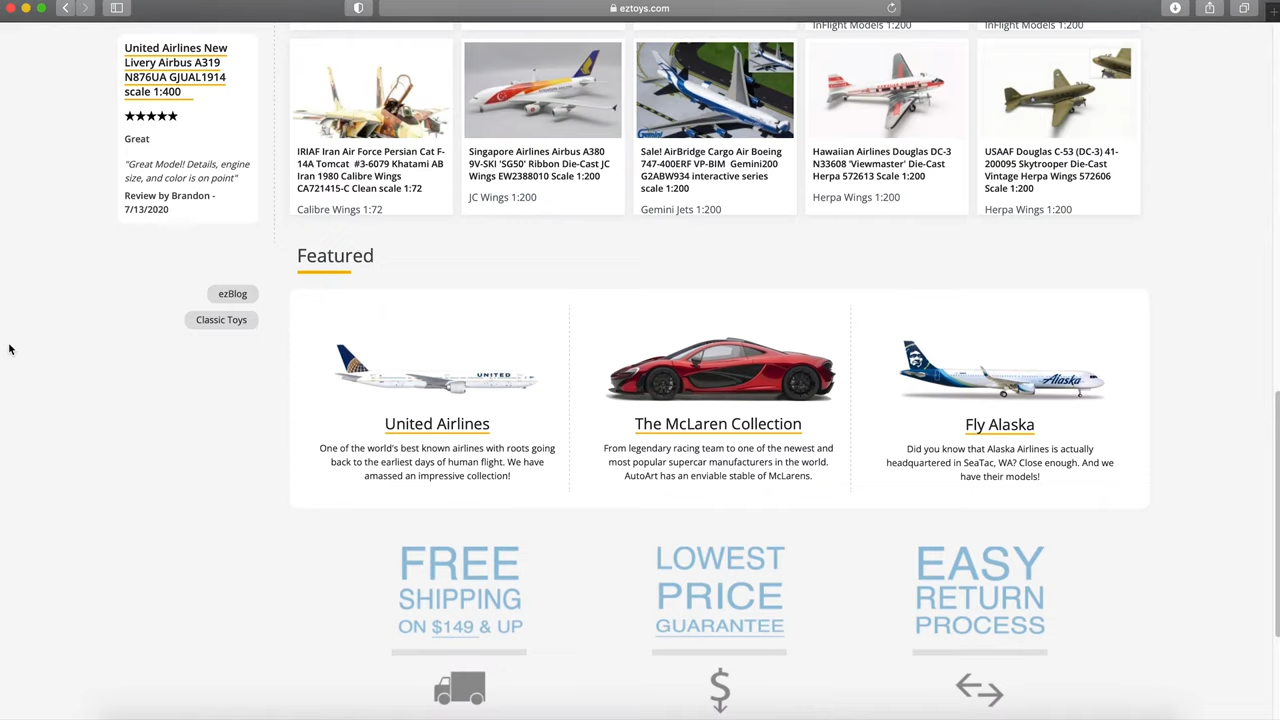 eztoys.com
InFlight Models 1:200
InFlight Models 1:200
United Airlines New
Livery Airbus A319
N876UA GJUAL1914
scale 1:400
★★★★★
Great
"Great Model! Details, engine
size, and color is on point"
Review by Brandon -
7/13/2020
IRIAF Iran Air Force Persian Cat F-
14A Tomcat #3-6079 Khatami AB
Iran 1980 Calibre Wings
CA721415-C Clean scale 1:72
Calibre Wings 1:72
Singapore Airlines Airbus A380
9V-SKI 'SG50' Ribbon Die-Cast JC
Wings EW2388010 Scale 1:200
JC Wings 1:200
Gemini
Sale! AirBridge Cargo Air Boeing
747-400ERF VP-BIM Gemini200
G2ABW934 interactive series
scale 1:200
Gemini Jets 1:200
Hawaiian Airlines Douglas DC-3
N33608 'Viewmaster' Die-Cast
Herpa 572613 Scale 1:200
Herpa Wings 1:200
USAAF Douglas C-53 (DC-3) 41-
200095 Skytrooper Die-Cast
Vintage Herpa Wings 572606
Scale 1:200
Herpa Wings 1:200
Featured
ezBlog
Classic Toys
UNITED
Alaska
United Airlines
One of the world's best known airlines with roots going
back to the earliest days of human flight. We have
amassed an impressive collection!
The McLaren Collection
From legendary racing team to one of the newest and
most popular supercar manufacturers in the world.
AutoArt has an enviable stable of McLarens.
Fly Alaska
Did you know that Alaska Airlines is actually
headquartered in SeaTac, WA? Close enough. And we
have their models!
FREE
SHIPPING
ON $149 & UP
LOWEST
PRICE
GUARANTEE
EASY
RETURN
PROCESS